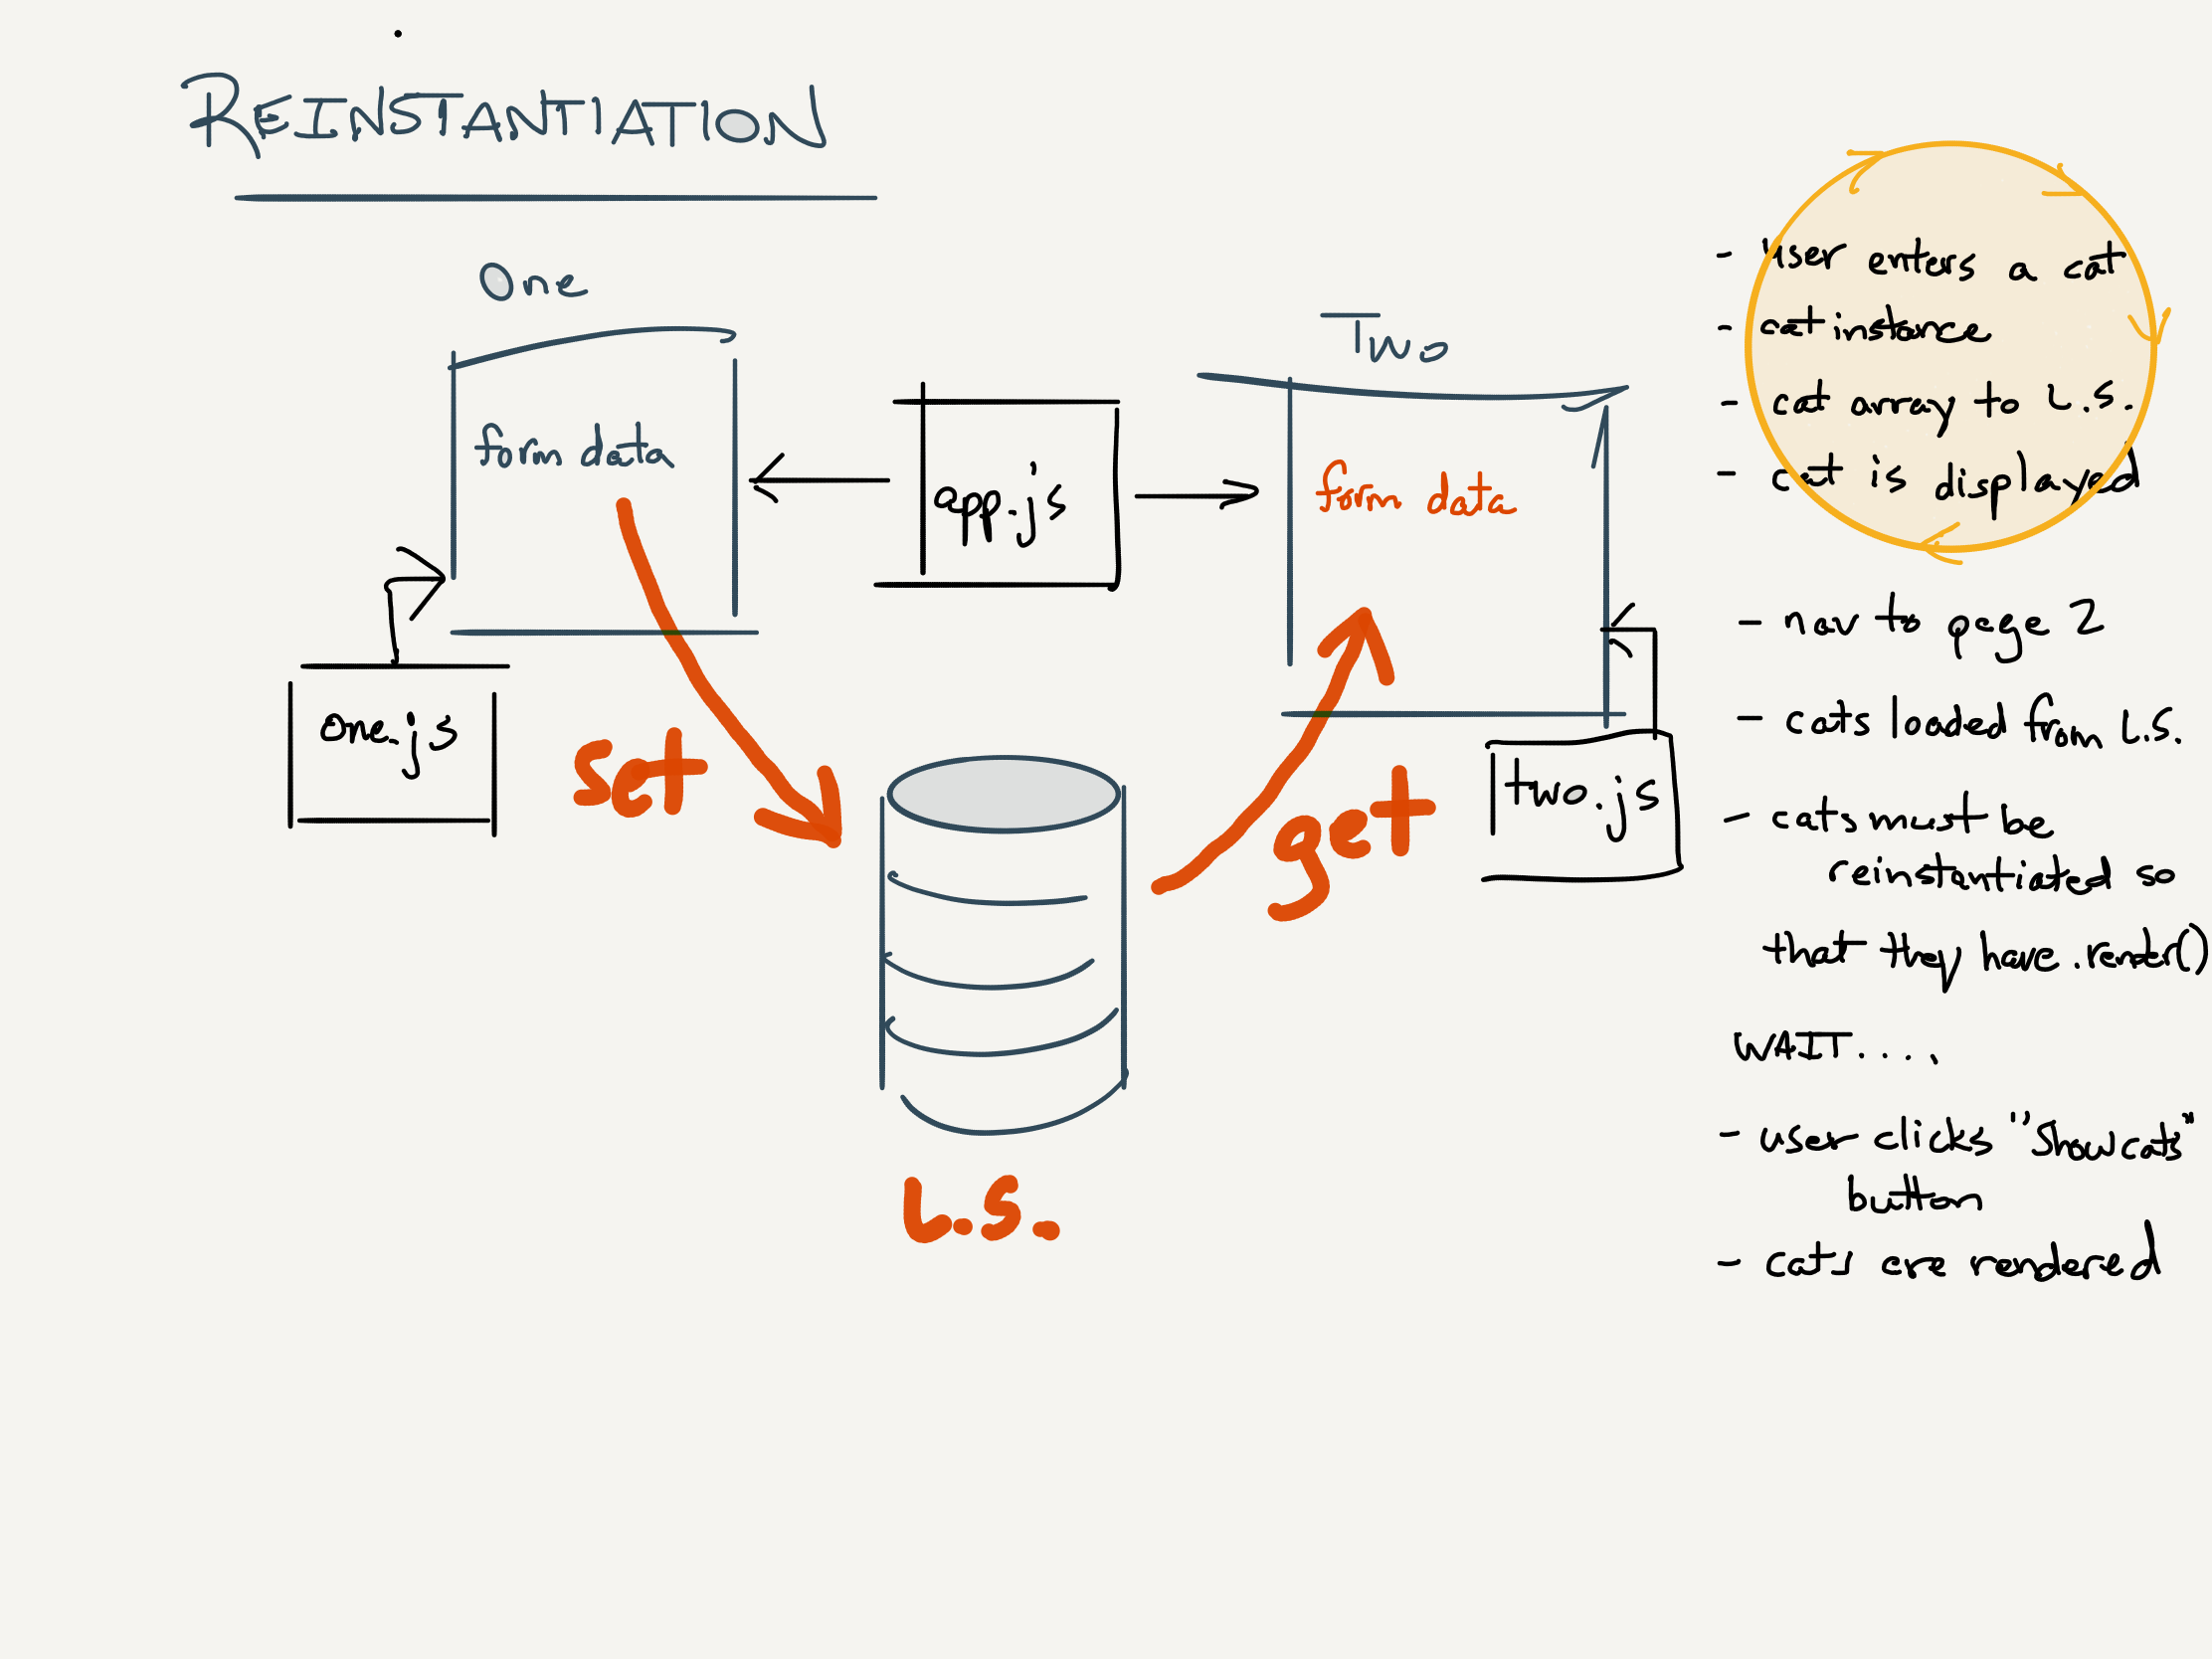 REINSTANTIATION
One
Two
form data
app.js
form data
one.js
set
get
two.js
L.S.
- user enters a cat
- cat instance
- cat array to L.S.
- cat is displayed
- nav to page 2
- cats loaded from L.S.
- cats must be
reinstantiated so
that they have .render()
WAIT....
- user clicks "Show cats"
button
- cats are rendered